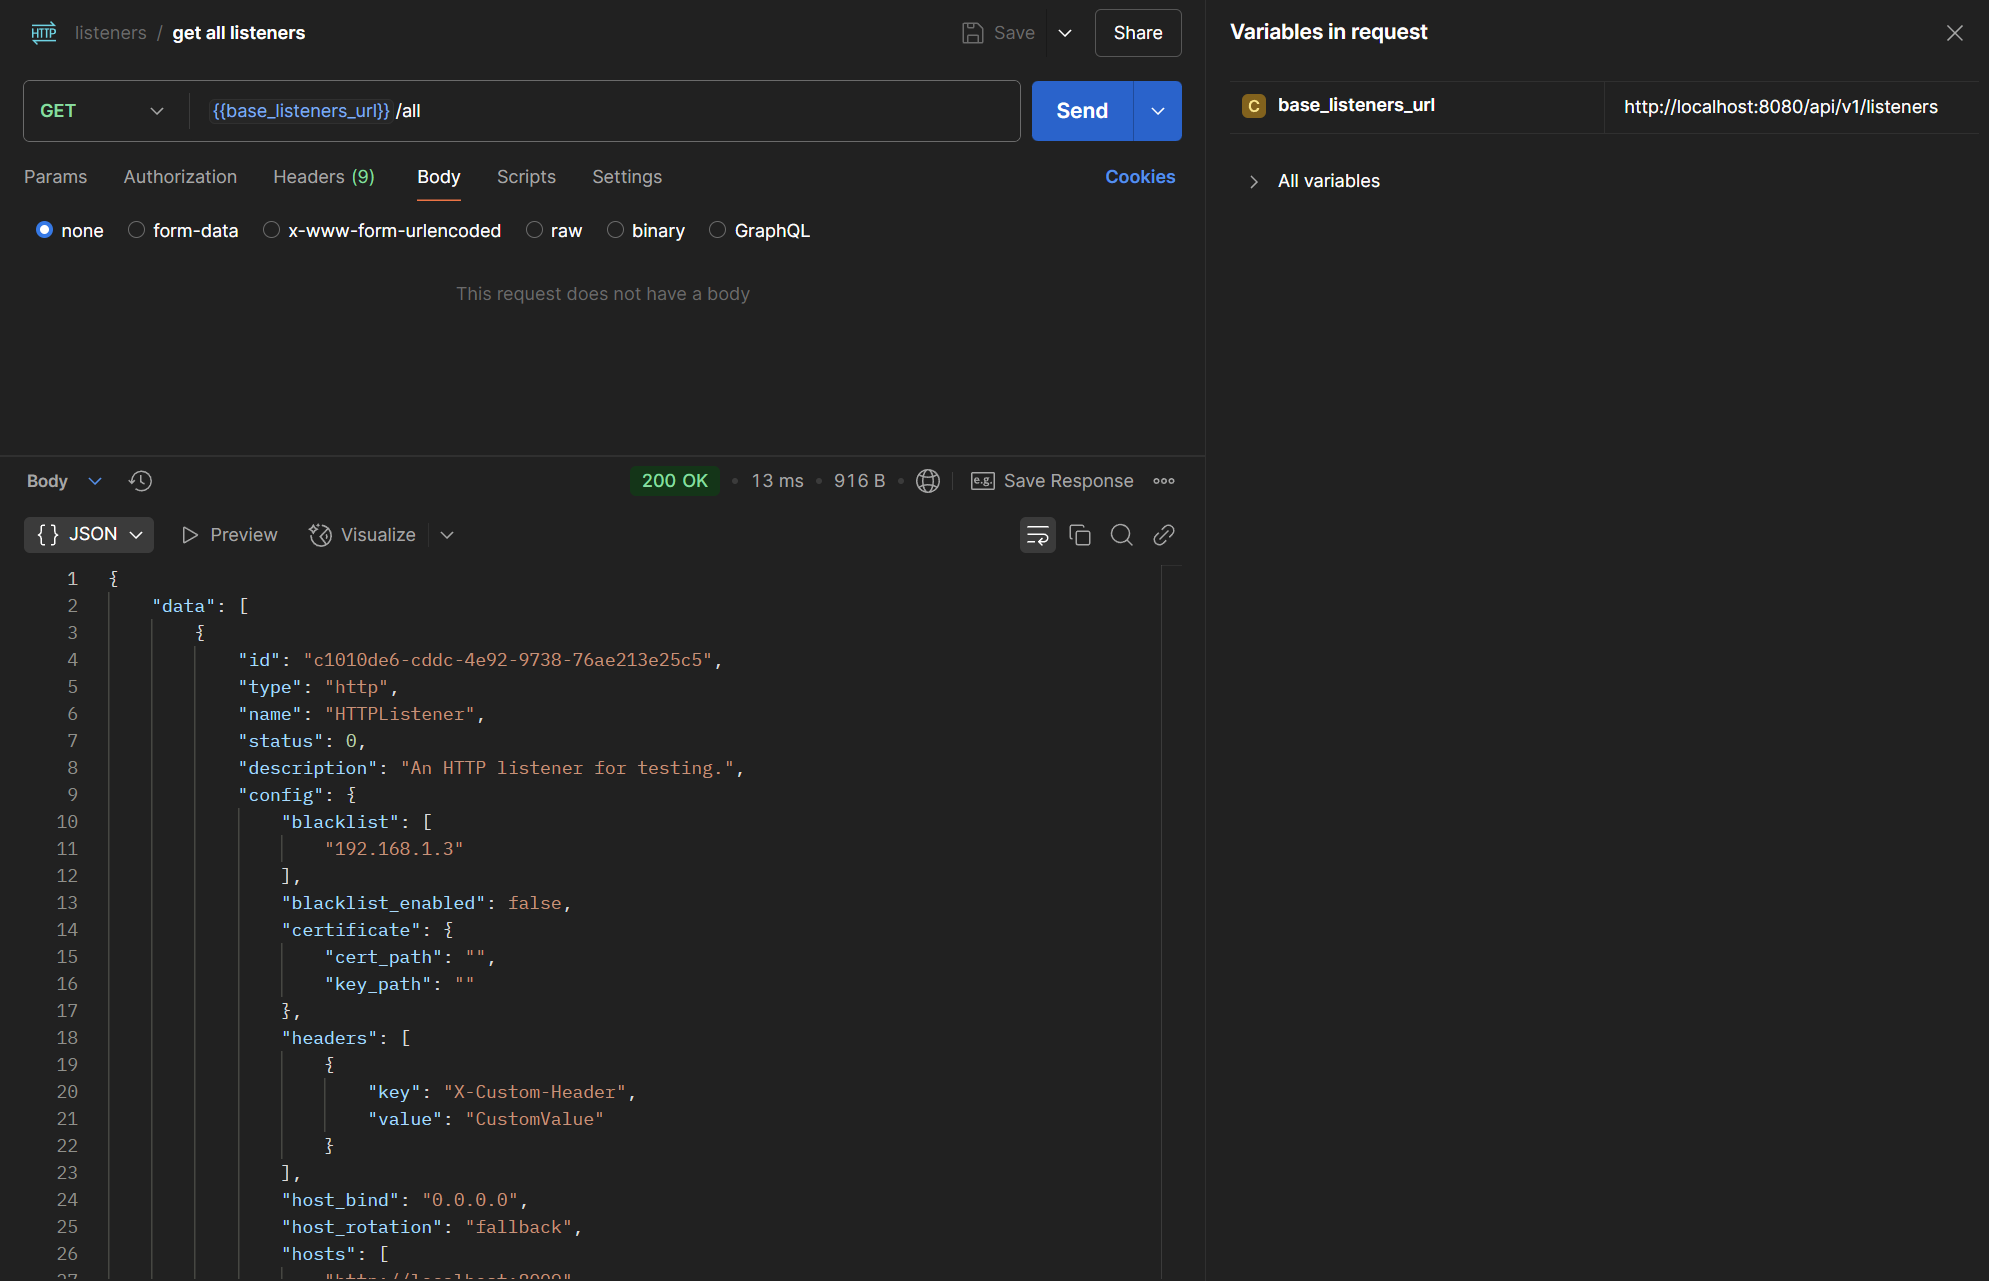 HTTP listeners / get all listeners Save Share
GET {{base_listeners_url}} /all Send
Params Authorization Headers (9) Body Scripts Settings Cookies
none form-data x-www-form-urlencoded raw binary GraphQL
This request does not have a body
Variables in request
C base_listeners_url http://localhost:8080/api/v1/listeners
All variables
Body 200 OK • 13 ms • 916 B • e.g. Save Response
{} JSON Preview Visualize
1 {
2 "data": [
3 {
4 "id": "c1010de6-cddc-4e92-9738-76ae213e25c5",
5 "type": "http",
6 "name": "HTTPListener",
7 "status": 0,
8 "description": "An HTTP listener for testing.",
9 "config": {
10 "blacklist": [
11 "192.168.1.3"
12 ],
13 "blacklist_enabled": false,
14 "certificate": {
15 "cert_path": "",
16 "key_path": ""
17 },
18 "headers": [
19 {
20 "key": "X-Custom-Header",
21 "value": "CustomValue"
22 }
23 ],
24 "host_bind": "0.0.0.0",
25 "host_rotation": "fallback",
26 "hosts": [
27